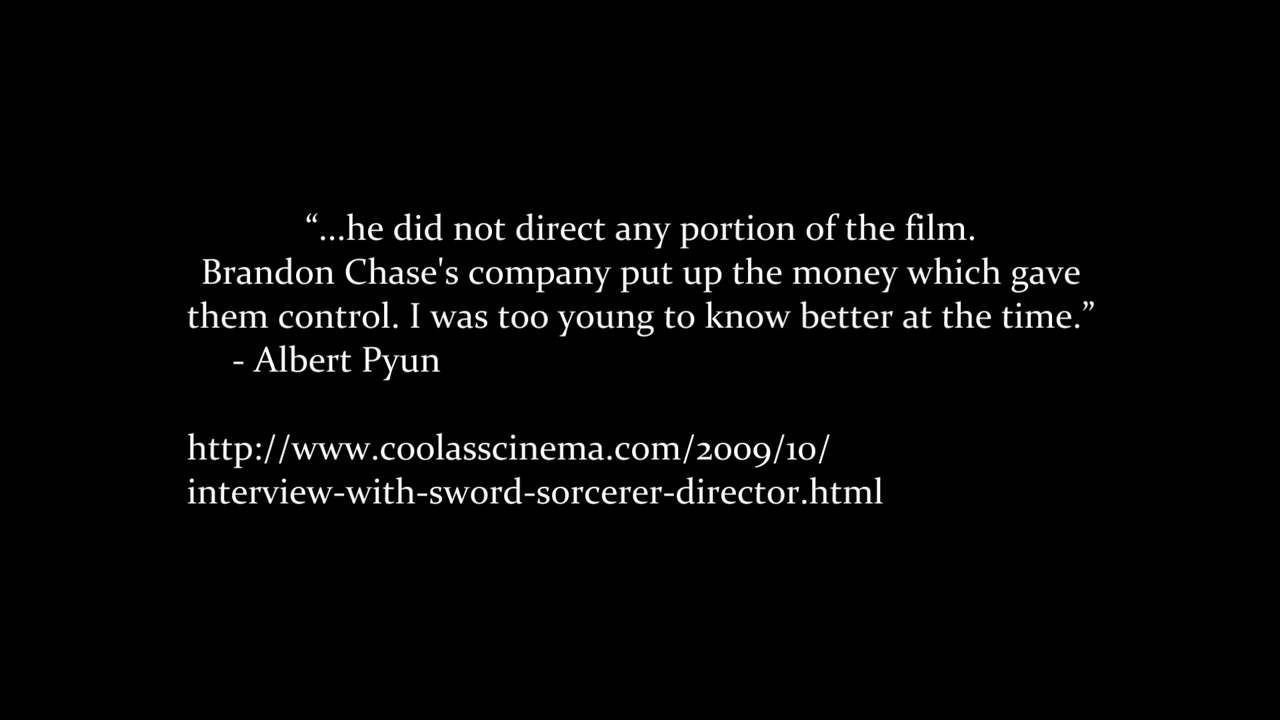 “...he did not direct any portion of the film.
Brandon Chase's company put up the money which gave
them control. I was too young to know better at the time.”
- Albert Pyun
http://www.coolasscinema.com/2009/10/
interview-with-sword-sorcerer-director.html